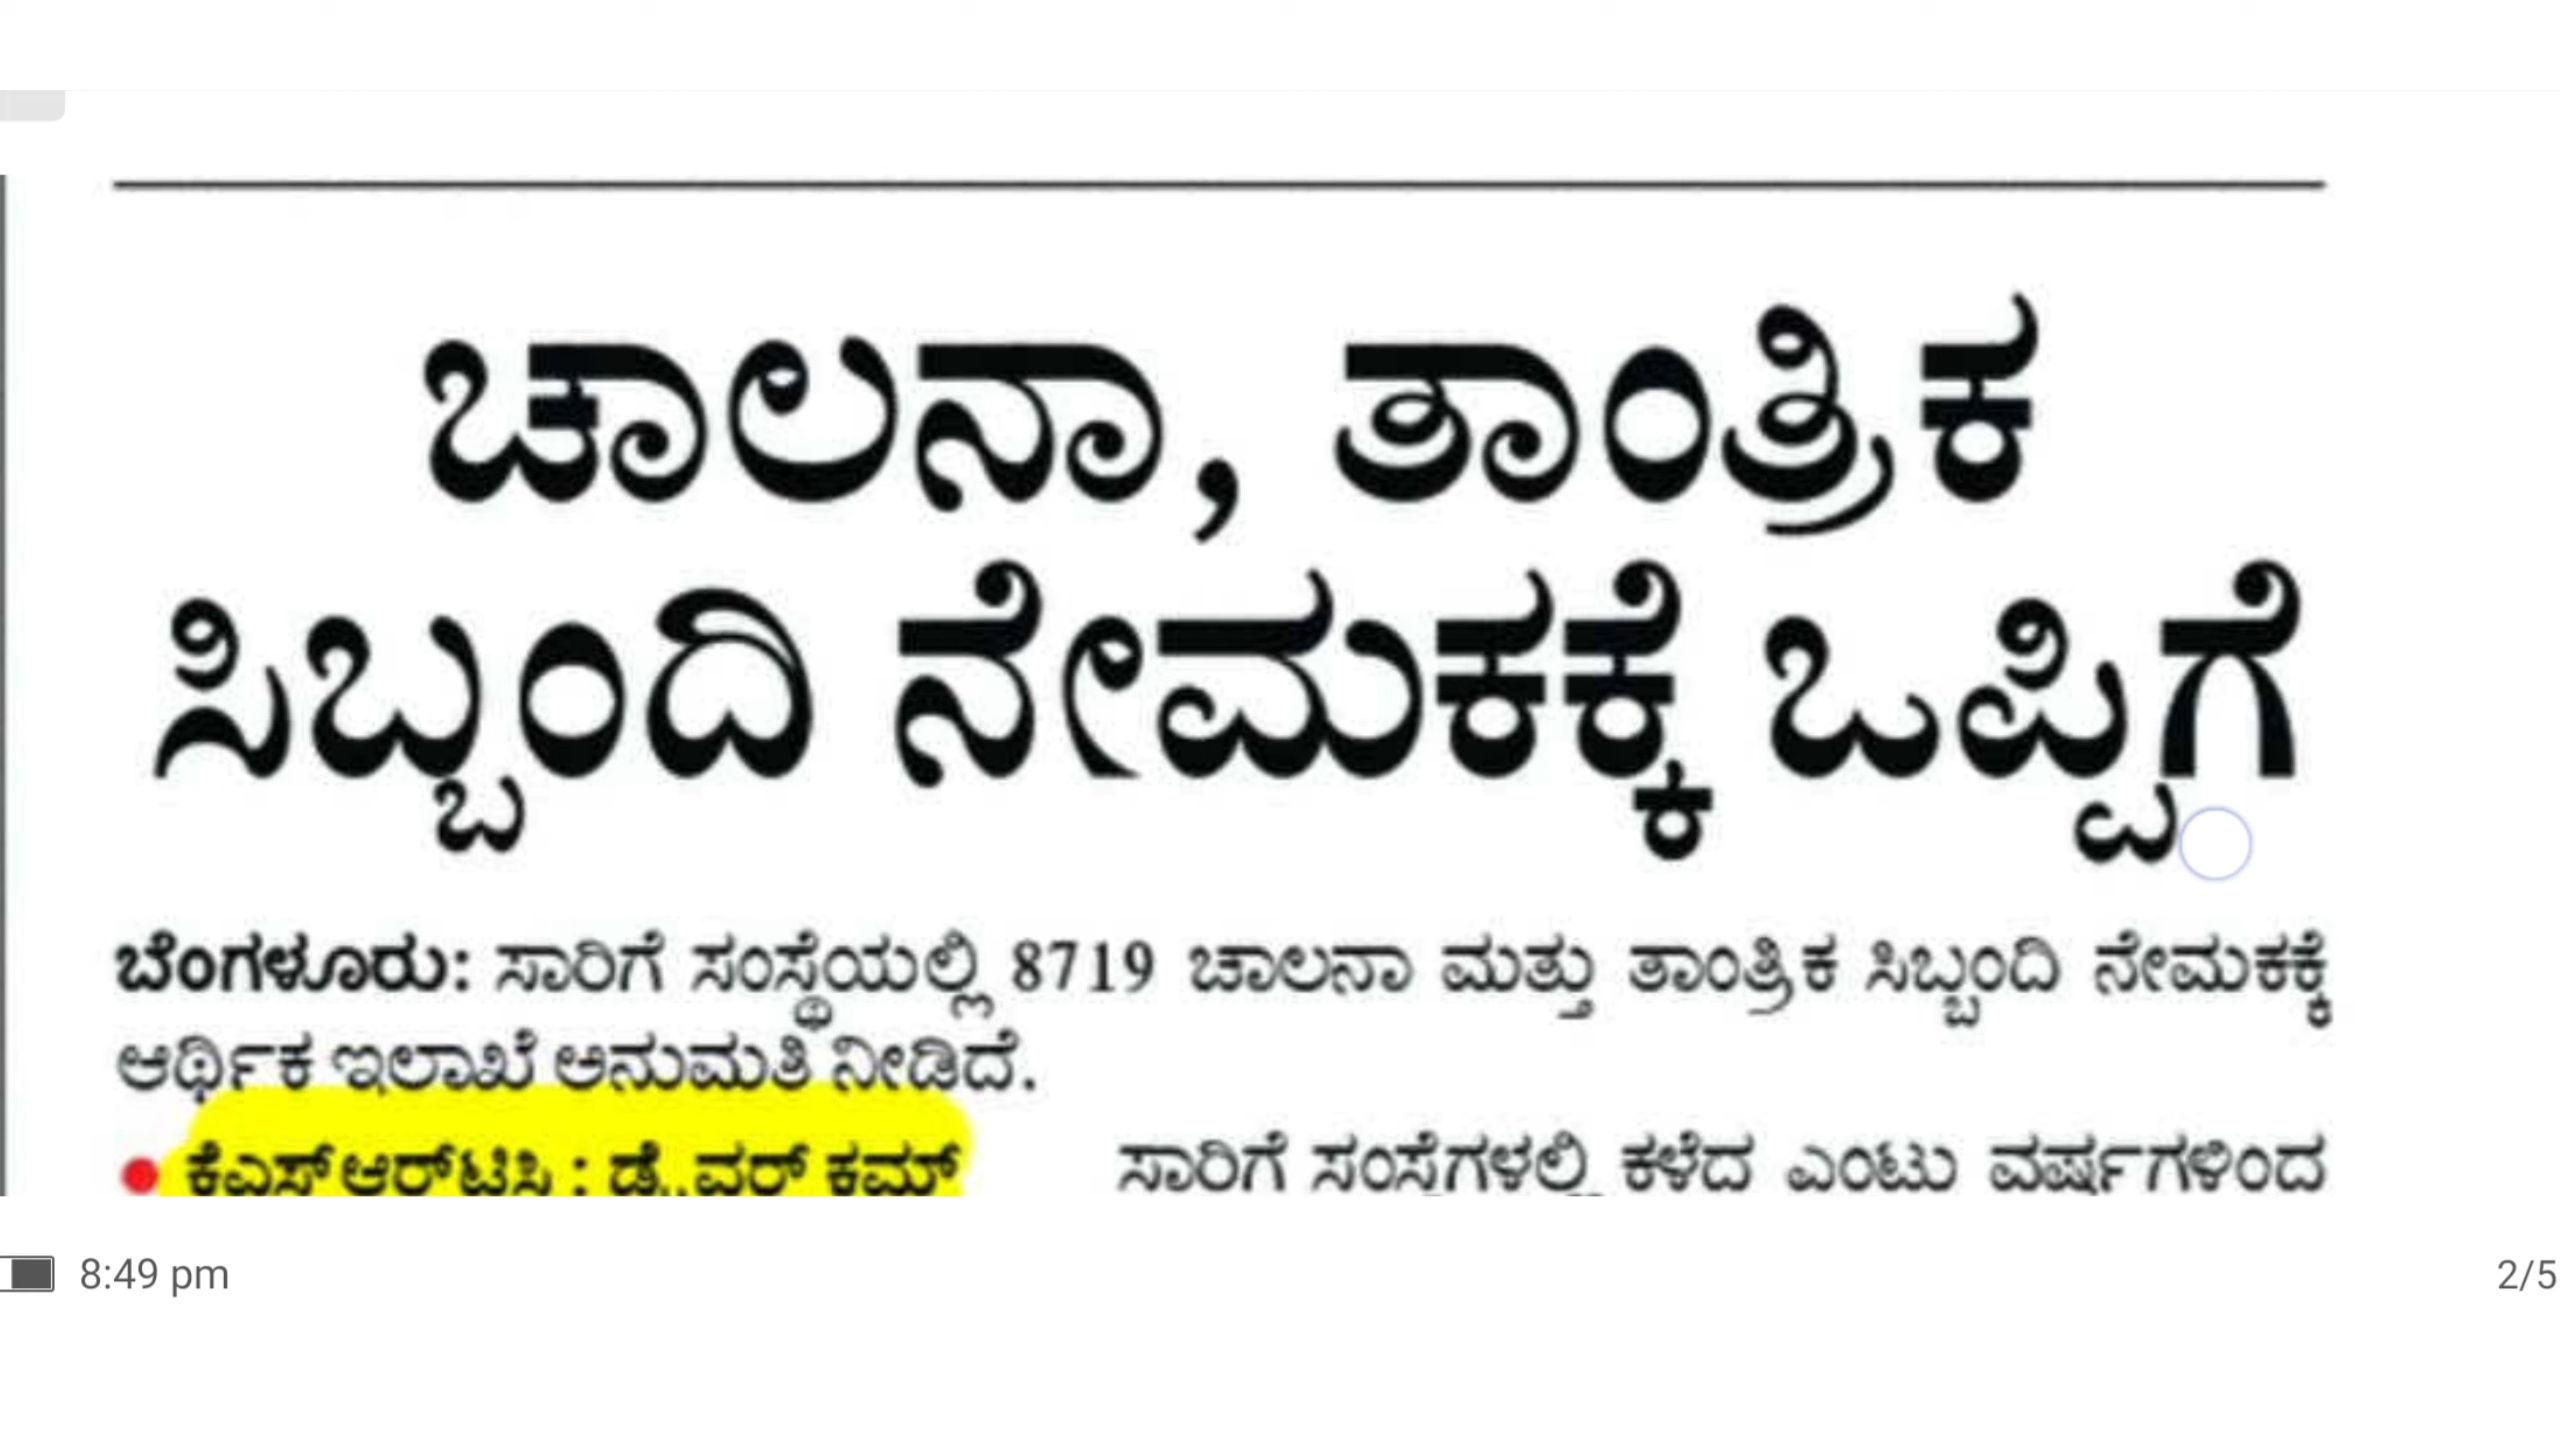 ಚಾಲನಾ, ತಾಂತ್ರಿಕ
ಸಿಬ್ಬಂದಿ ನೇಮಕಕ್ಕೆ ಒಪ್ಪಿಗೆ
ಬೆಂಗಳೂರು: ಸಾರಿಗೆ ಸಂಸ್ಥೆಯಲ್ಲಿ 8719 ಚಾಲನಾ ಮತ್ತು ತಾಂತ್ರಿಕ ಸಿಬ್ಬಂದಿ ನೇಮಕಕ್ಕೆ
ಆರ್ಥಿಕ ಇಲಾಖೆ ಅನುಮತಿ ನೀಡಿದೆ.
• ಕೆಎಸ್‌ಆರ್‌ಟಿಸಿ : ಡ್ರೈವರ್ ಕಮ್
ಸಾರಿಗೆ ಸಂಸ್ಥೆಗಳಲ್ಲಿ ಕಳೆದ ಎಂಟು ವರ್ಷಗಳಿಂದ
8:49 pm
2/5